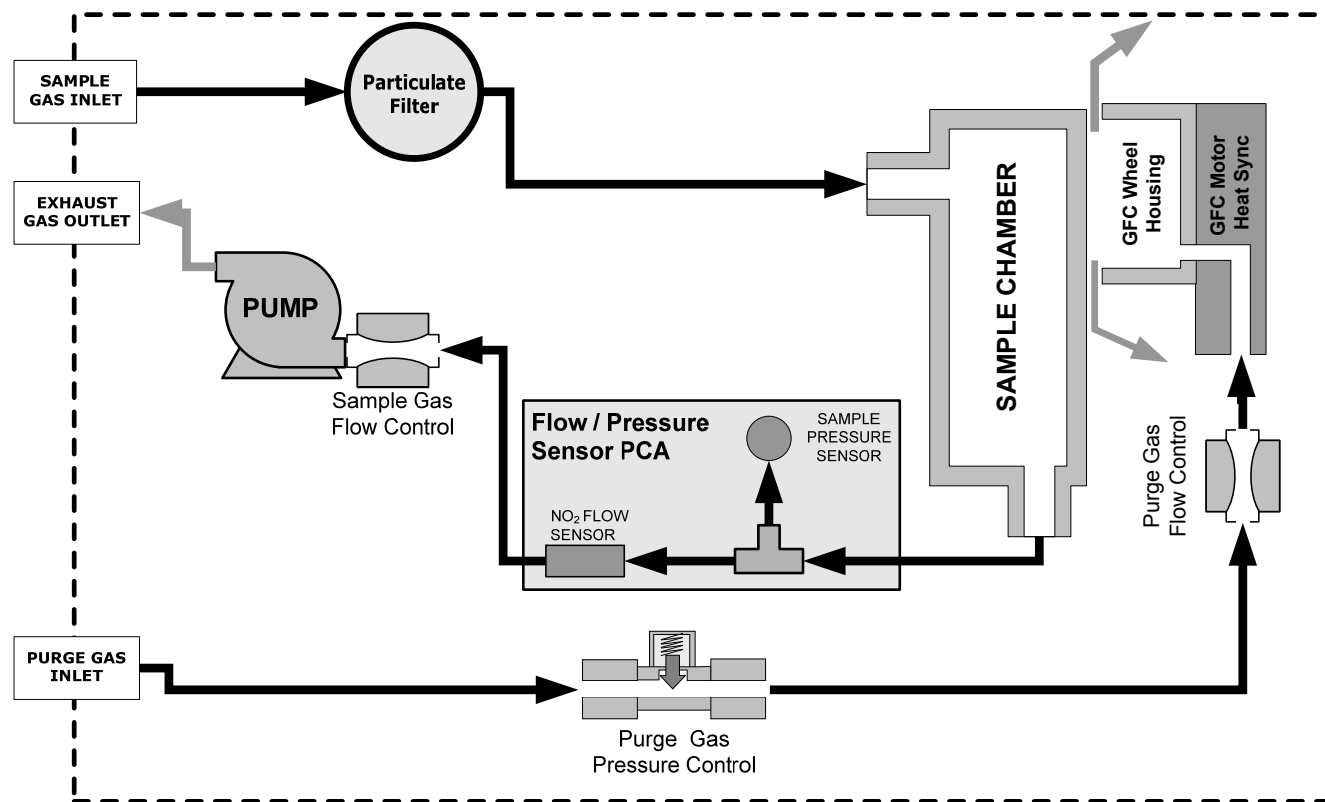 SAMPLE
GAS INLET
Particulate
Filter
EXHAUST
GAS OUTLET
PUMP
Sample Gas
Flow Control
Flow / Pressure
Sensor PCA
SAMPLE
PRESSURE
SENSOR
NO₂ FLOW
SENSOR
SAMPLE CHAMBER
GFC Wheel
Housing
GFC Motor
Heat Sync
Purge Gas
Flow Control
PURGE GAS
INLET
Purge Gas
Pressure Control